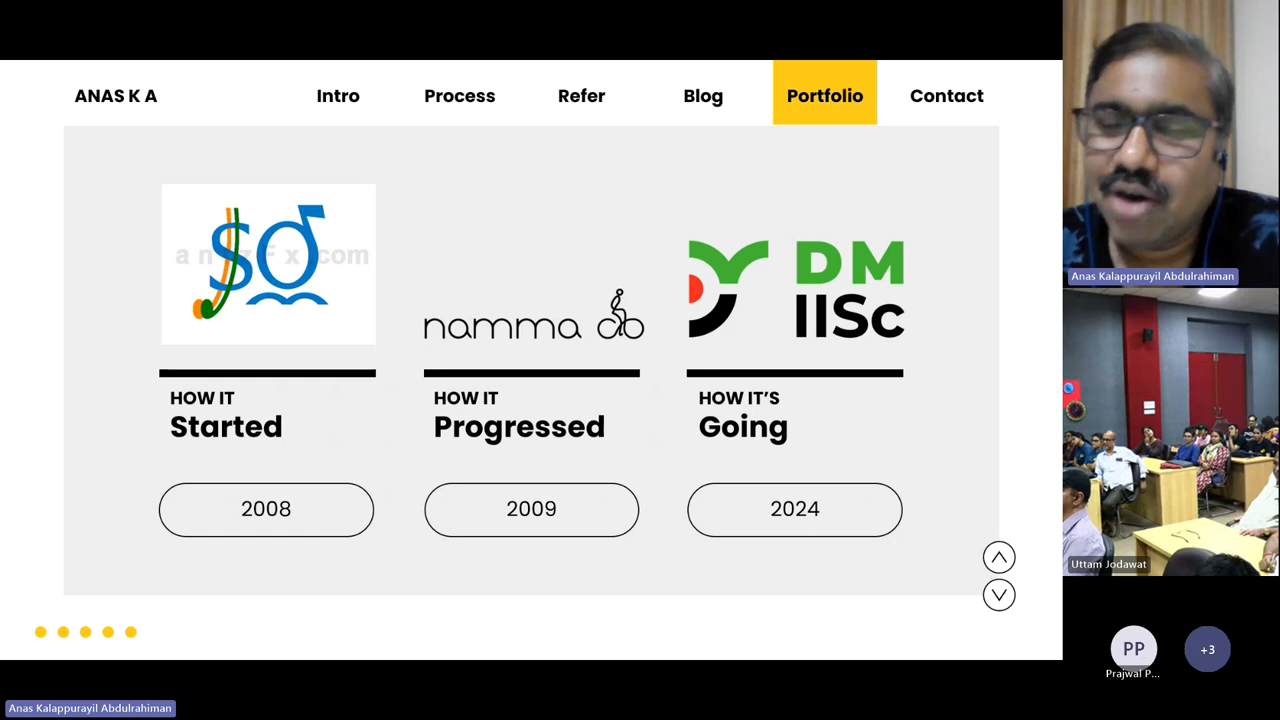 ANAS K A
Intro
Process
Refer
Blog
Portfolio
Contact
SO
namma
DM
IISc
HOW IT
Started
HOW IT
Progressed
HOW IT'S
Going
2008
2009
2024
Anas Kalappurayil Abdulrahiman
Uttam Jodawat
PP
Prajwal P...
+3
Anas Kalappurayil Abdulrahiman